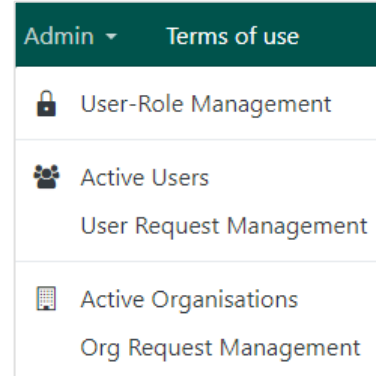 Admin Terms of use
User-Role Management
Active Users
User Request Management
Active Organisations
Org Request Management